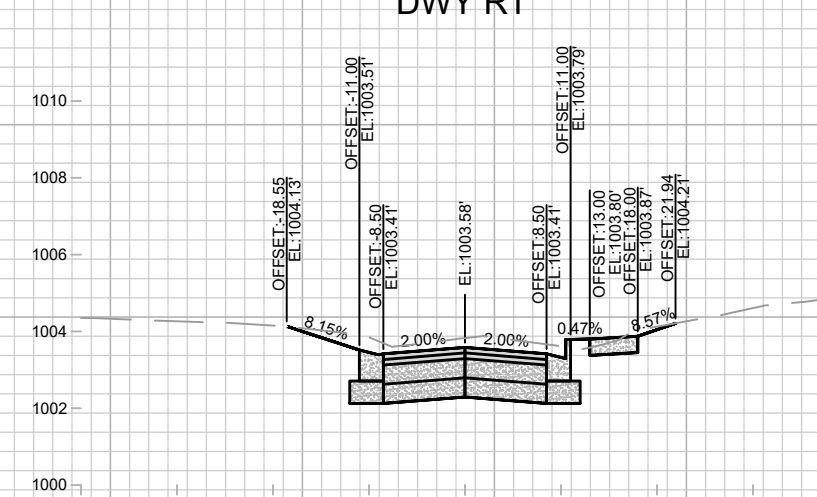 DWY RT
OFFSET:-18.55
EL:1004.13'
OFFSET:-11.00
EL:1003.51'
OFFSET:-8.50
EL:1003.41'
EL:1003.58'
OFFSET:8.50
EL:1003.41'
OFFSET:11.00
EL:1003.79'
OFFSET:13.00
EL:1003.80'
OFFSET:18.00
EL:1003.87'
OFFSET:21.94
EL:1004.21'
8.15%
2.00%
2.00%
0.47%
8.57%
1010
1008
1006
1004
1002
1000